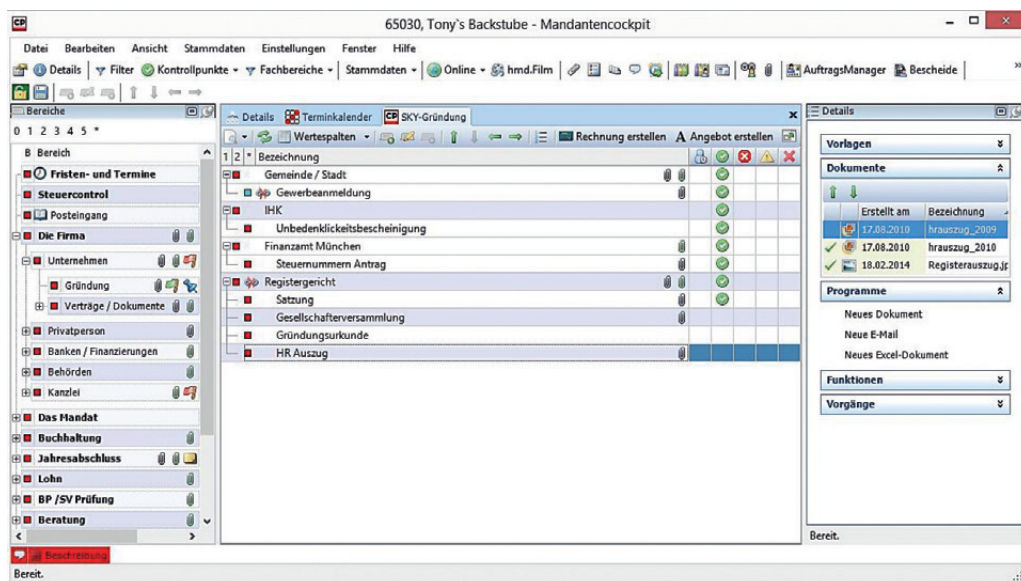 CP
65030, Tony`s Backstube - Mandantencockpit
Datei Bearbeiten Ansicht Stammdaten Einstellungen Fenster Hilfe
Details Filter Kontrollpunkte Fachbereiche Stammdaten Online hmd.Film AuftragsManager Bescheide
Bereiche
0 1 2 3 4 5 *
B Bereich
Fristen- und Termine
Steuercontrol
Posteingang
Die Firma
Unternehmen
Gründung
Verträge / Dokumente
Privatperson
Banken / Finanzierungen
Behörden
Kanzlei
Das Mandat
Buchhaltung
Jahresabschluss
Lohn
BP /SV Prüfung
Beratung
Details Terminkalender CP SKY-Gründung
Wertespalten Rechnung erstellen A Angebot erstellen
1 2 * Bezeichnung
Gemeinde / Stadt
Gewerbeanmeldung
IHK
Unbedenklickeitsbescheinigung
Finanzamt München
Steuernummern Antrag
Registergericht
Satzung
Gesellschafterversammlung
Gründungsurkunde
HR Auszug
Details
Vorlagen
Dokumente
Erstellt am Bezeichnung
17.08.2010 hrauszug_2009
17.08.2010 hrauszug_2010
18.02.2014 Registerauszug.jp
Programme
Neues Dokument
Neue E-Mail
Neues Excel-Dokument
Funktionen
Vorgänge
Bereit.
Beschreibung
Bereit.